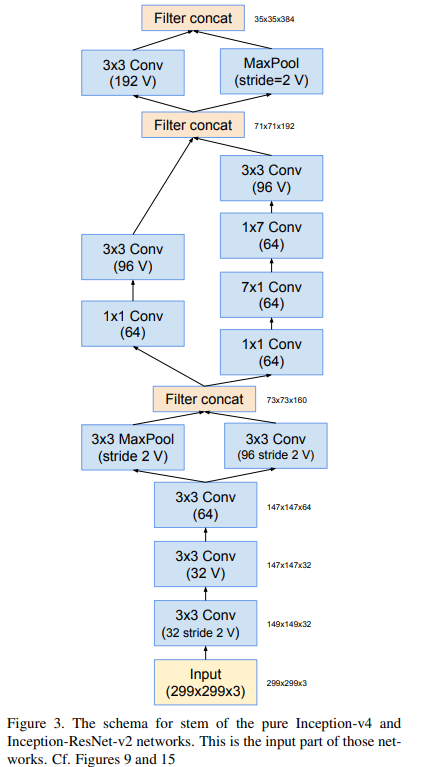 Filter concat
35x35x384
3x3 Conv
(192 V)
MaxPool
(stride=2 V)
Filter concat
71x71x192
3x3 Conv
(96 V)
1x7 Conv
(64)
3x3 Conv
(96 V)
7x1 Conv
(64)
1x1 Conv
(64)
1x1 Conv
(64)
Filter concat
73x73x160
3x3 MaxPool
(stride 2 V)
3x3 Conv
(96 stride 2 V)
3x3 Conv
(64)
147x147x64
3x3 Conv
(32 V)
147x147x32
3x3 Conv
(32 stride 2 V)
149x149x32
Input
(299x299x3)
299x299x3
Figure 3. The schema for stem of the pure Inception-v4 and
Inception-ResNet-v2 networks. This is the input part of those net-
works. Cf. Figures 9 and 15